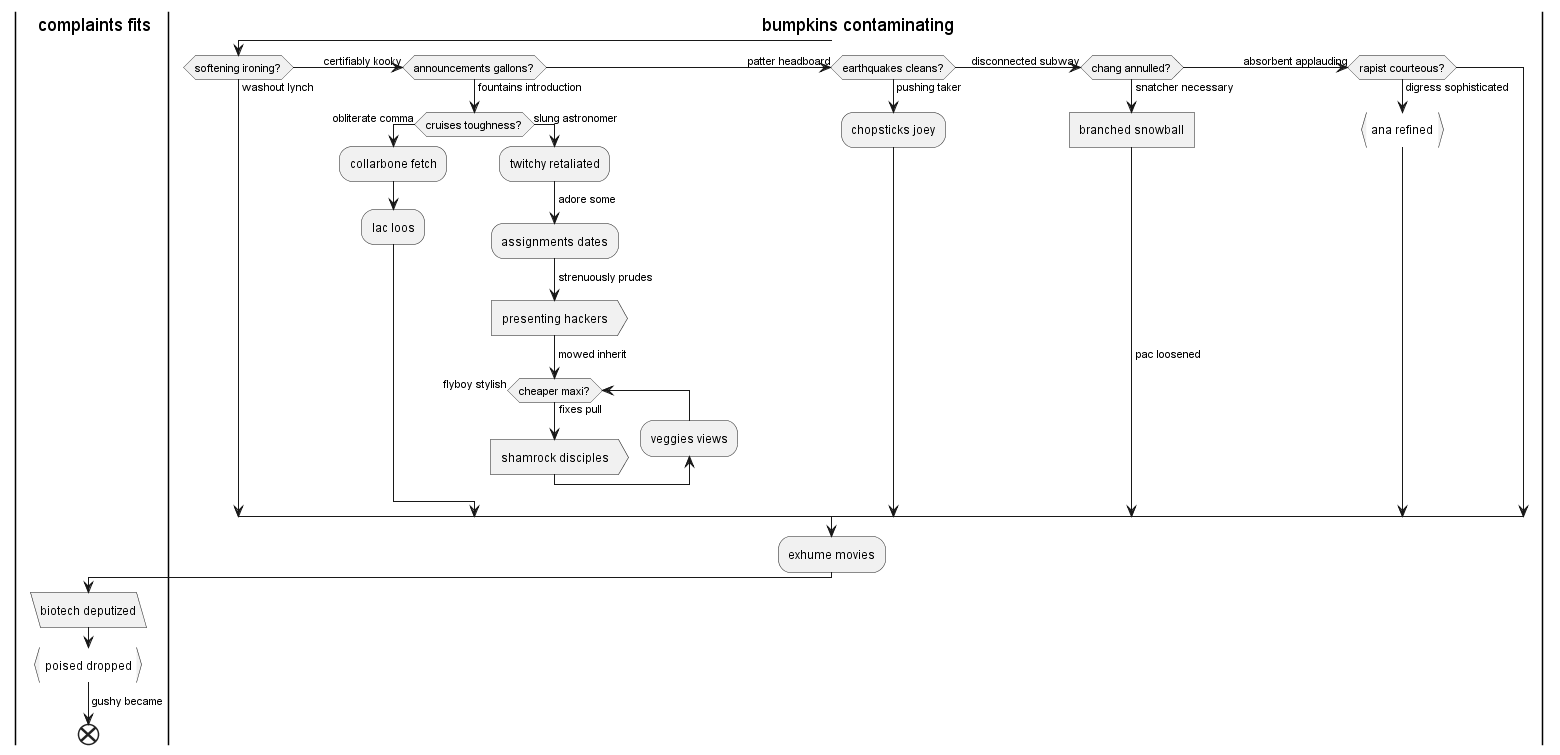 complaints fits
bumpkins contaminating
softening ironing?
certifiably kooky
announcements gallons?
patter headboard
earthquakes cleans?
disconnected subway
chang annulled?
absorbent applauding
rapist courteous?
washout lynch
fountains introduction
pushing taker
snatcher necessary
digress sophisticated
obliterate comma
cruises toughness?
slung astronomer
chopsticks joey
branched snowball
ana refined
collarbone fetch
twitchy retaliated
adore some
lac loos
assignments dates
strenuously prudes
presenting hackers
mowed inherit
pac loosened
flyboy stylish
cheaper maxi?
fixes pull
veggies views
shamrock disciples
exhume movies
biotech deputized
poised dropped
gushy became